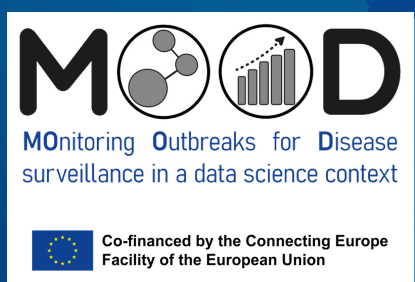 MOOD
MOnitoring Outbreaks for Disease
surveillance in a data science context
Co-financed by the Connecting Europe
Facility of the European Union